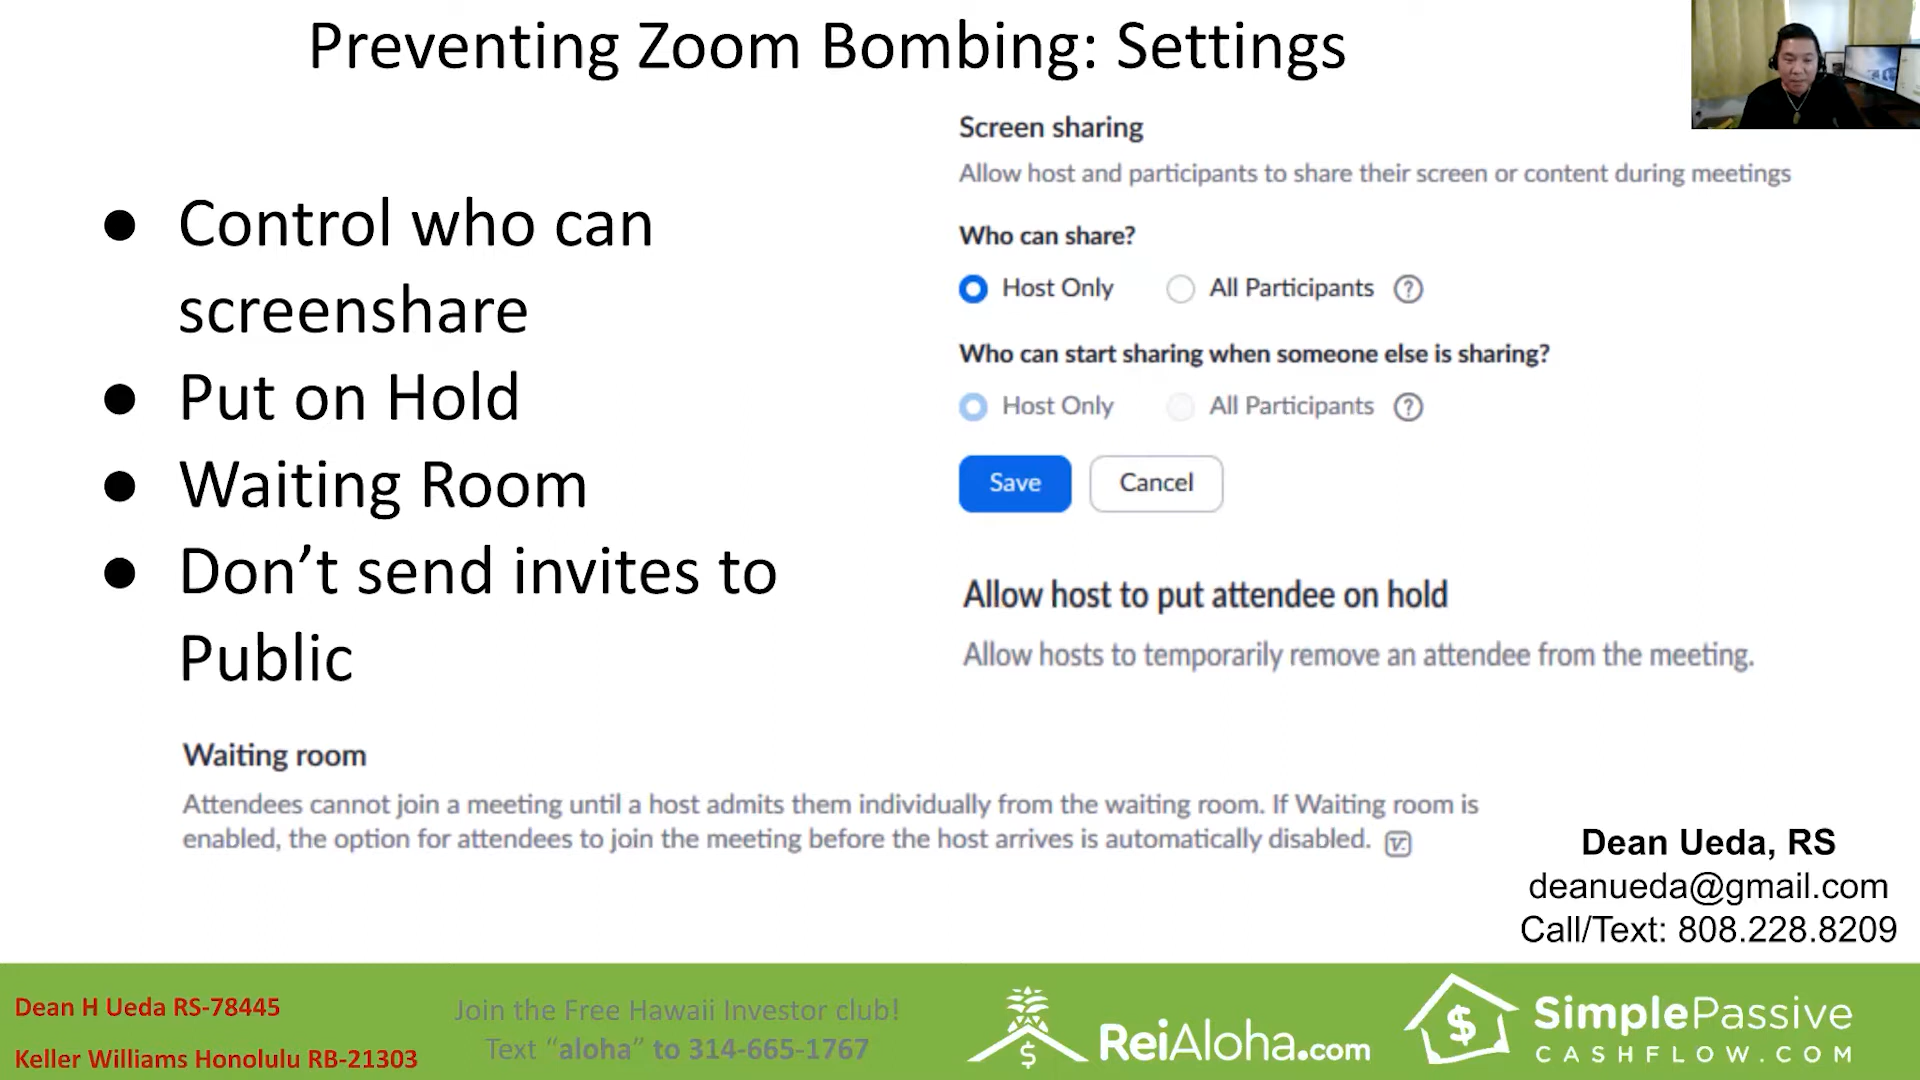 Preventing Zoom Bombing: Settings
● Control who can
screenshare
● Put on Hold
● Waiting Room
● Don’t send invites to
Public
Screen sharing
Allow host and participants to share their screen or content during meetings
Who can share?
Host Only All Participants ?
Who can start sharing when someone else is sharing?
Host Only All Participants ?
Save Cancel
Allow host to put attendee on hold
Allow hosts to temporarily remove an attendee from the meeting.
Waiting room
Attendees cannot join a meeting until a host admits them individually from the waiting room. If Waiting room is
enabled, the option for attendees to join the meeting before the host arrives is automatically disabled.
Dean Ueda, RS
deanueda@gmail.com
Call/Text: 808.228.8209
Dean H Ueda RS-78445
Keller Williams Honolulu RB-21303
Join the Free Hawaii Investor club!
Text “aloha” to 314-665-1767
$ ReiAloha.com
$ SimplePassive
CASHFLOW.COM